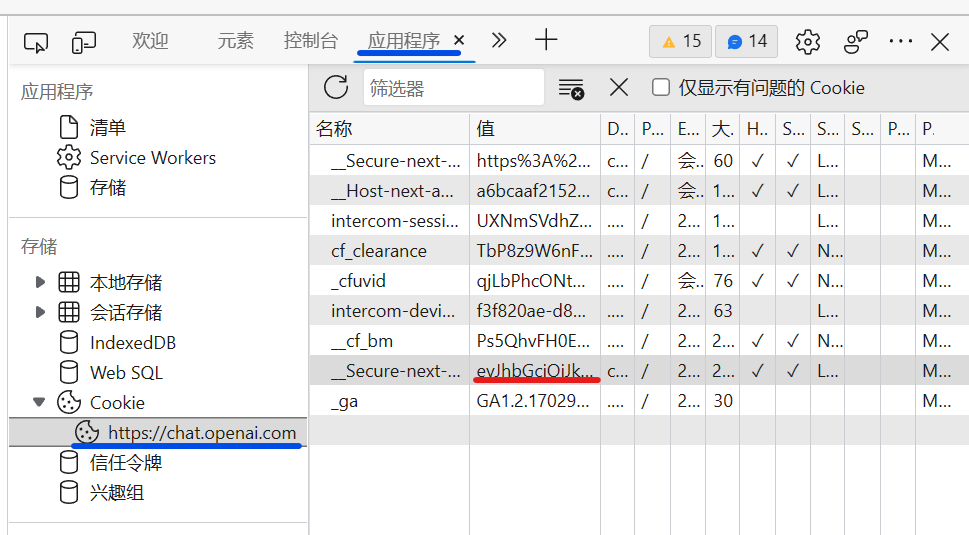 欢迎 元素 控制台 应用程序 15 14
应用程序
清单
Service Workers
存储
存储
本地存储
会话存储
IndexedDB
Web SQL
Cookie
https://chat.openai.com
信任令牌
兴趣组
筛选器 仅显示有问题的 Cookie
名称 值 D.. P... E... 大. H.. S... S... S... P... P.
__Secure-next-... https%3A%2... c... / 会.. 60 ✓ ✓ L... M...
__Host-next-a... a6bcaaf2152... c... / 会.. 1... ✓ ✓ L... M...
intercom-sessi... UXNmSVdhZ... .... / 2... 1... L... M...
cf_clearance TbP8z9W6nF... .... / 2... 1... ✓ ✓ N... M...
_cfuvid qjLbPhcONt... .... / 会.. 76 ✓ ✓ N... M...
intercom-devi... f3f820ae-d8... .... / 2... 63 L... M...
__cf_bm Ps5QhvFH0E... .... / 2... 2... ✓ ✓ N... M...
__Secure-next-... eyJhbGciOiJk... c... / 2... 2... ✓ ✓ L... M...
_ga GA1.2.17029... .... / 2... 30 M...